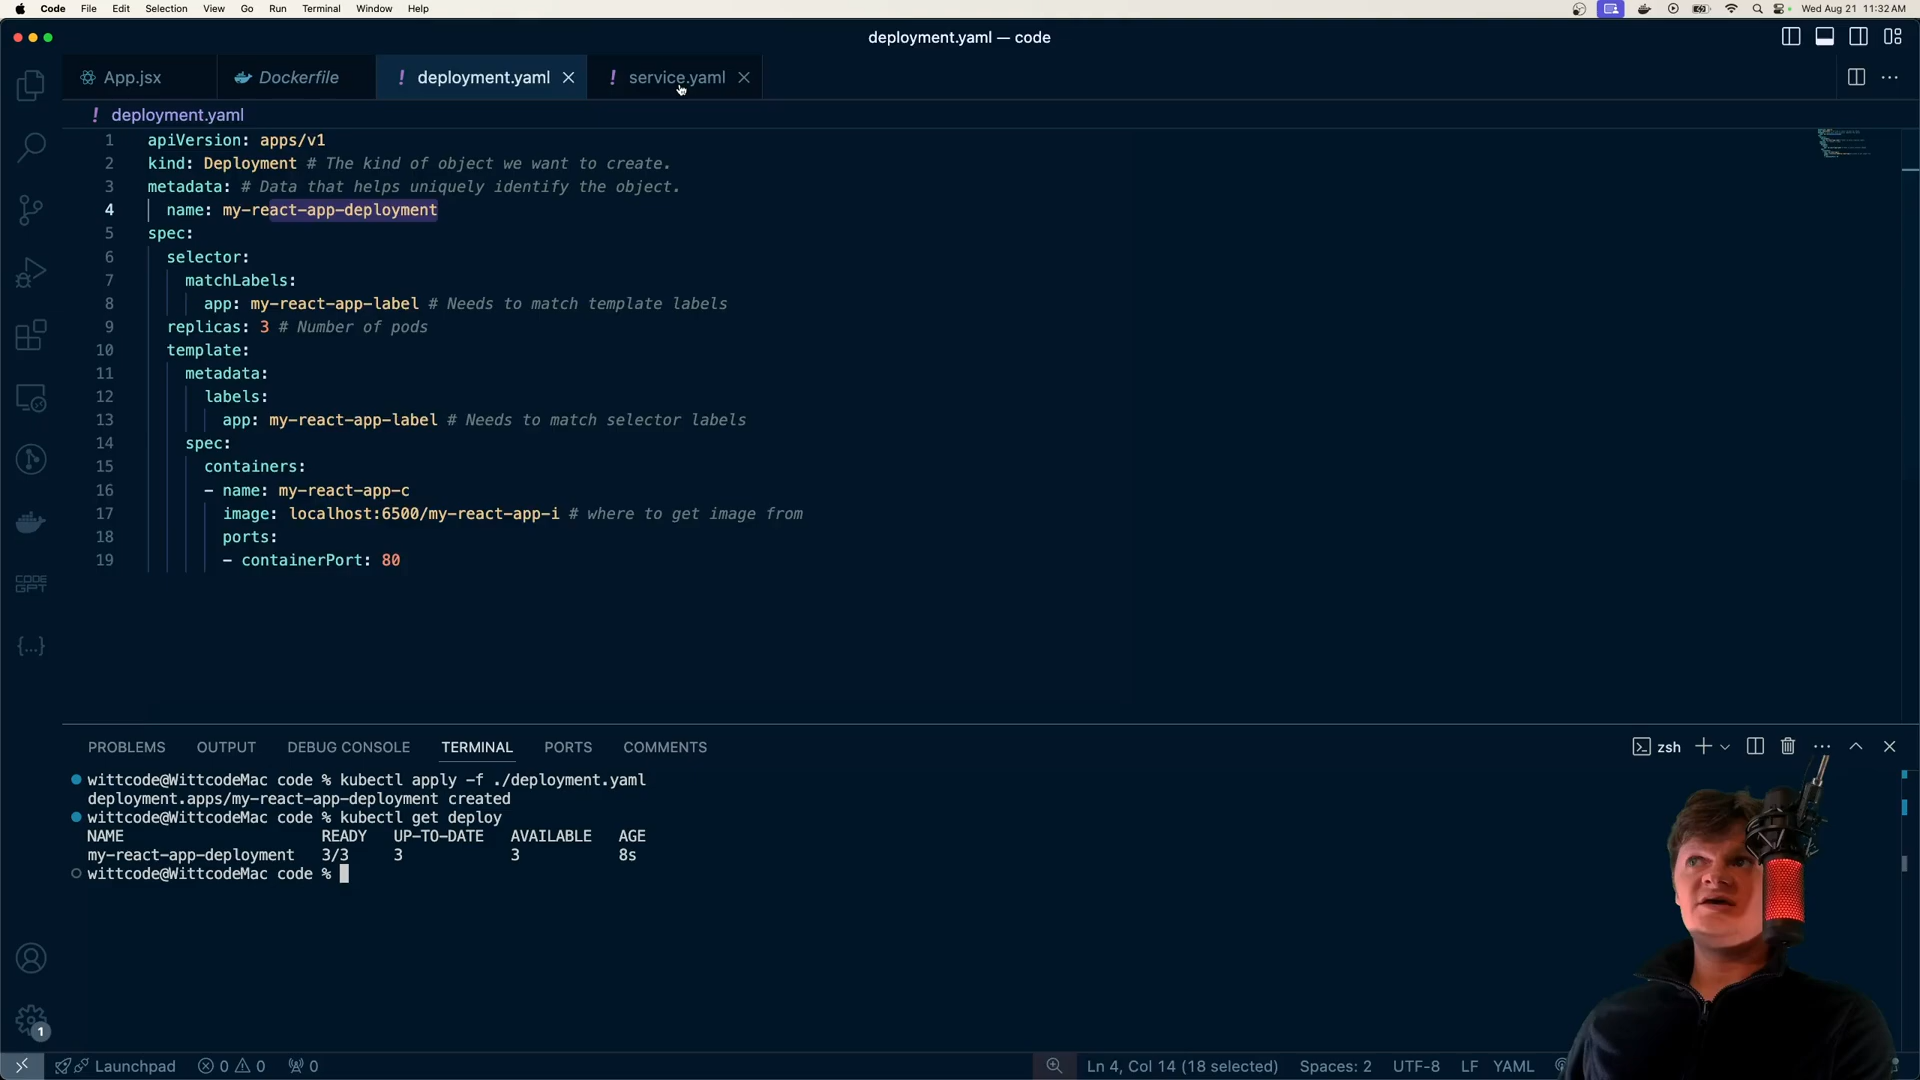 Code File Edit Selection View Go Run Terminal Window Help Wed Aug 21 11:32 AM
deployment.yaml — code
App.jsx Dockerfile ! deployment.yaml ! service.yaml
! deployment.yaml
1 apiVersion: apps/v1
2 kind: Deployment # The kind of object we want to create.
3 metadata: # Data that helps uniquely identify the object.
4 name: my-react-app-deployment
5 spec:
6 selector:
7 matchLabels:
8 app: my-react-app-label # Needs to match template labels
9 replicas: 3 # Number of pods
10 template:
11 metadata:
12 labels:
13 app: my-react-app-label # Needs to match selector labels
14 spec:
15 containers:
16 - name: my-react-app-c
17 image: localhost:6500/my-react-app-i # where to get image from
18 ports:
19 - containerPort: 80
CODE
GPT
{...}
PROBLEMS OUTPUT DEBUG CONSOLE TERMINAL PORTS COMMENTS zsh
wittcode@WittcodeMac code % kubectl apply -f ./deployment.yaml
deployment.apps/my-react-app-deployment created
wittcode@WittcodeMac code % kubectl get deploy
NAME READY UP-TO-DATE AVAILABLE AGE
my-react-app-deployment 3/3 3 3 8s
wittcode@WittcodeMac code %
1
Launchpad 0 0 0 Ln 4, Col 14 (18 selected) Spaces: 2 UTF-8 LF YAML